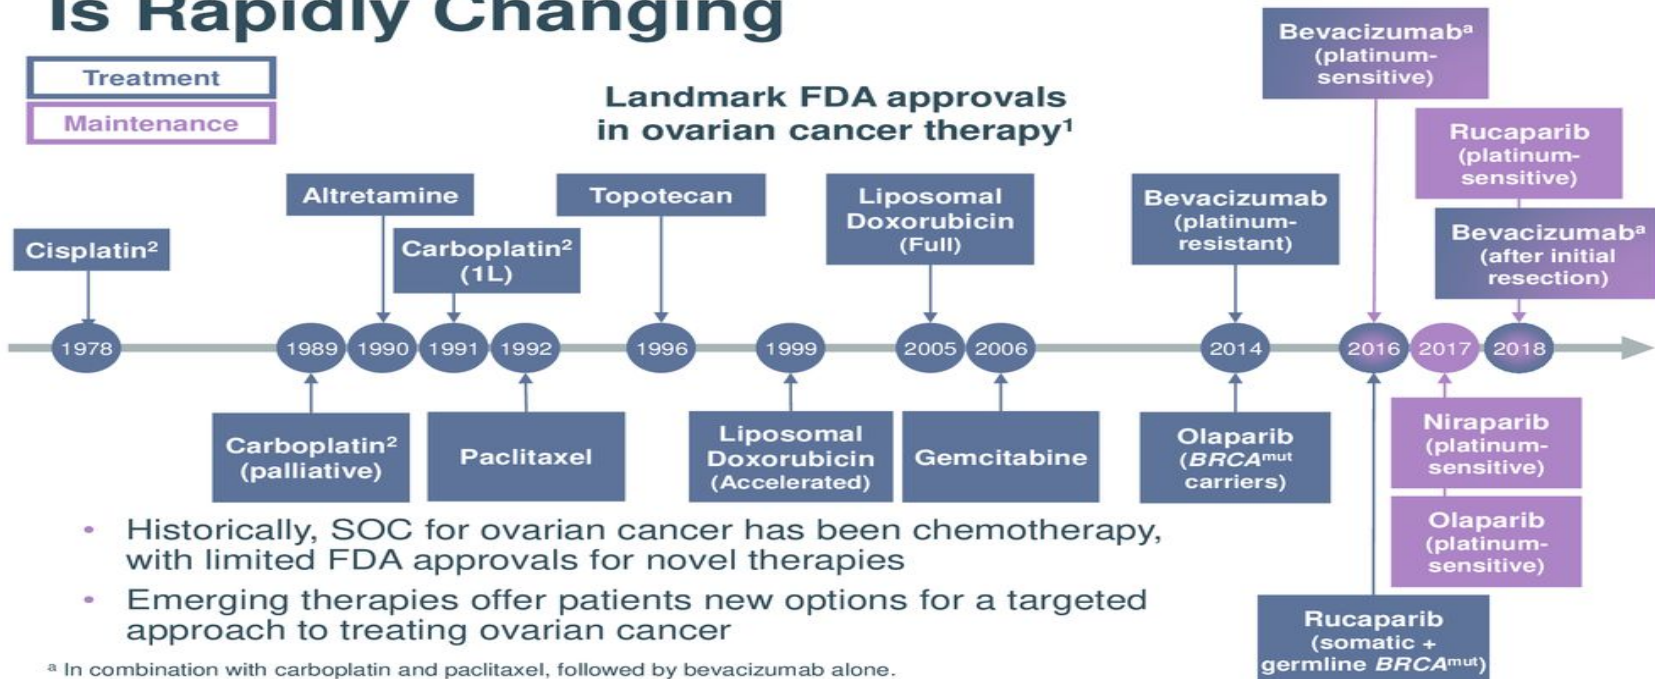 Is Rapidly Changing
Treatment
Maintenance
Landmark FDA approvals
in ovarian cancer therapy¹
Bevacizumabᵃ
(platinum-
sensitive)
Rucaparib
(platinum-
sensitive)
Altretamine
Topotecan
Liposomal
Doxorubicin
(Full)
Bevacizumab
(platinum-
resistant)
Bevacizumabᵃ
(after initial
resection)
Cisplatin²
Carboplatin²
(1L)
1978
1989
1990
1991
1992
1996
1999
2005
2006
2014
2016
2017
2018
Carboplatin²
(palliative)
Paclitaxel
Liposomal
Doxorubicin
(Accelerated)
Gemcitabine
Olaparib
(BRCAᵐᵘᵗ
carriers)
Niraparib
(platinum-
sensitive)
Olaparib
(platinum-
sensitive)
Rucaparib
(somatic +
germline BRCAᵐᵘᵗ)
• Historically, SOC for ovarian cancer has been chemotherapy,
with limited FDA approvals for novel therapies
• Emerging therapies offer patients new options for a targeted
approach to treating ovarian cancer
ᵃ In combination with carboplatin and paclitaxel, followed by bevacizumab alone.